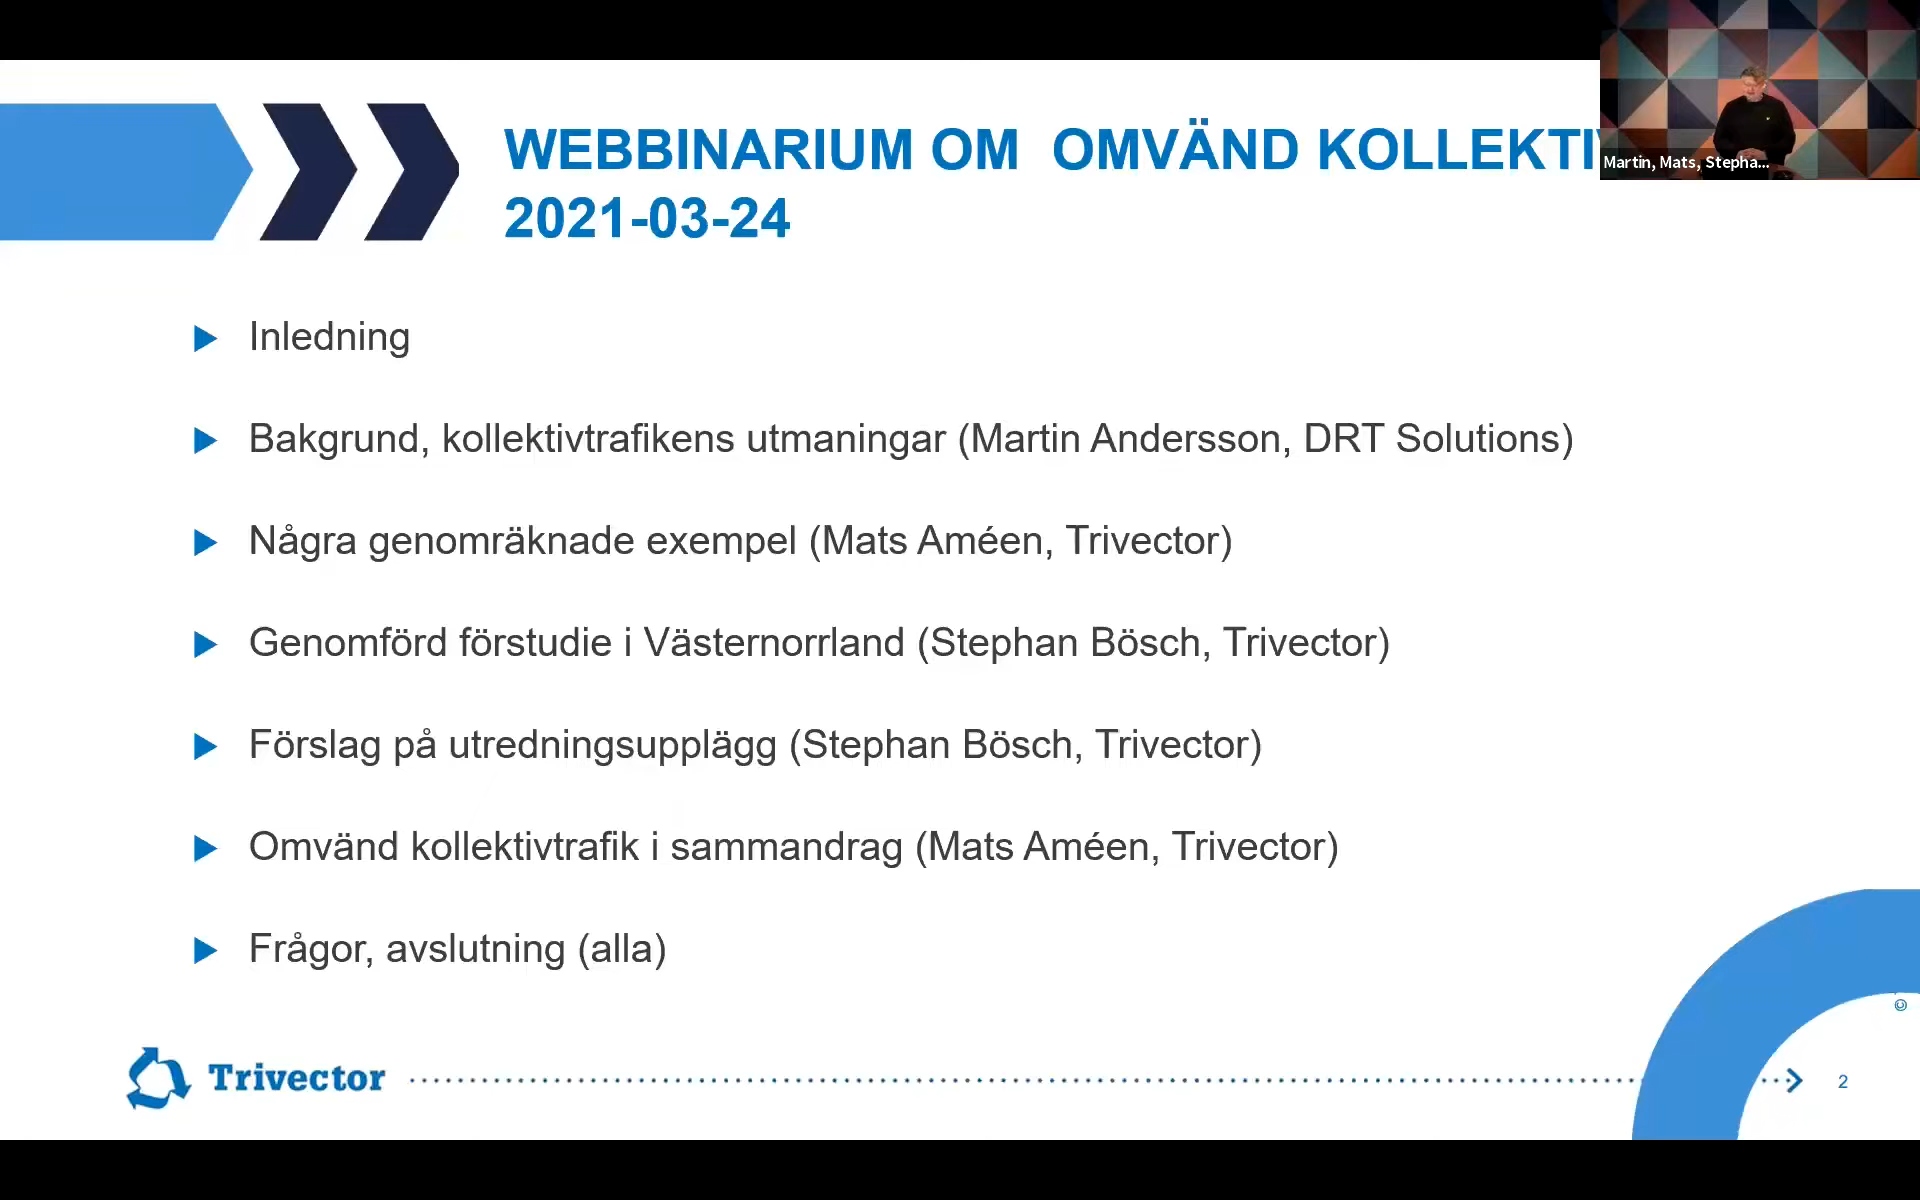 WEBBINARIUM OM OMVÄND KOLLEKTI
2021-03-24
Martin, Mats, Stepha...
Inledning
Bakgrund, kollektivtrafikens utmaningar (Martin Andersson, DRT Solutions)
Några genomräknade exempel (Mats Améen, Trivector)
Genomförd förstudie i Västernorrland (Stephan Bösch, Trivector)
Förslag på utredningsupplägg (Stephan Bösch, Trivector)
Omvänd kollektivtrafik i sammandrag (Mats Améen, Trivector)
Frågor, avslutning (alla)
©
Trivector
2